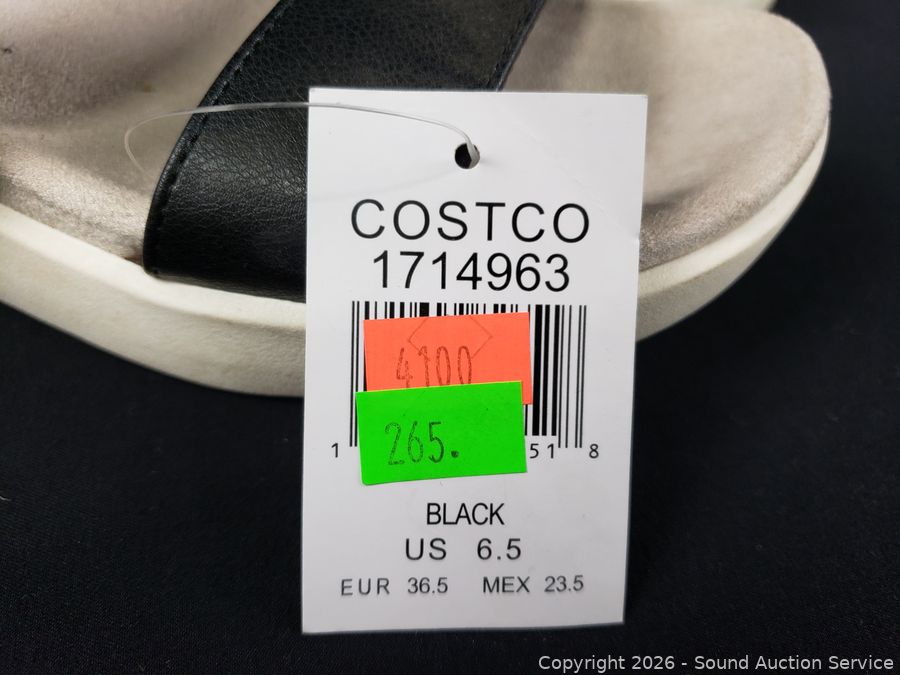 COSTCO
1714963
4100
265.
1 51 8
BLACK
US 6.5
EUR 36.5 MEX 23.5
Copyright 2026 - Sound Auction Service